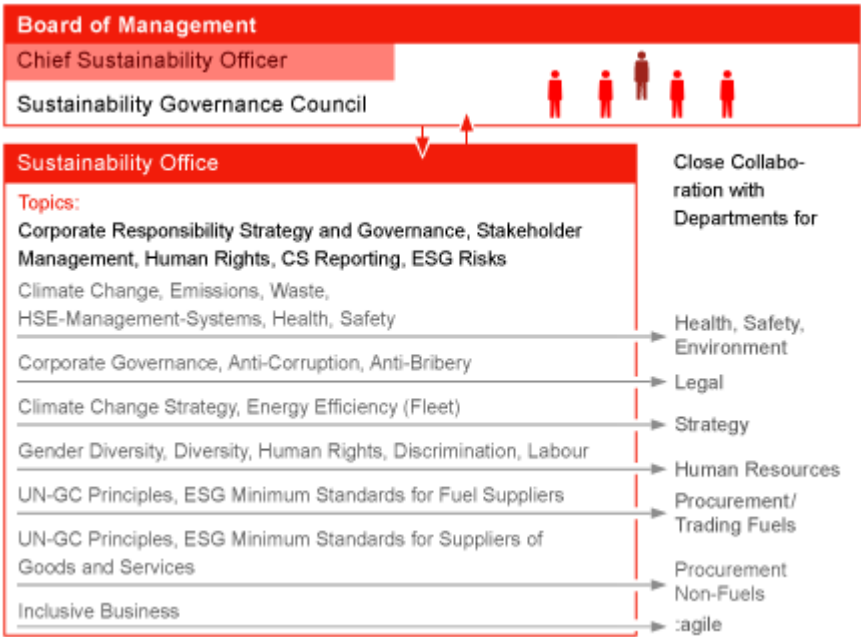 Board of Management
Chief Sustainability Officer
Sustainability Governance Council
Sustainability Office
Topics:
Corporate Responsibility Strategy and Governance, Stakeholder
Management, Human Rights, CS Reporting, ESG Risks
Climate Change, Emissions, Waste,
HSE-Management-Systems, Health, Safety
Corporate Governance, Anti-Corruption, Anti-Bribery
Climate Change Strategy, Energy Efficiency (Fleet)
Gender Diversity, Diversity, Human Rights, Discrimination, Labour
UN-GC Principles, ESG Minimum Standards for Fuel Suppliers
UN-GC Principles, ESG Minimum Standards for Suppliers of
Goods and Services
Inclusive Business
Close Collabo-
ration with
Departments for
Health, Safety,
Environment
Legal
Strategy
Human Resources
Procurement/
Trading Fuels
Procurement
Non-Fuels
:agile